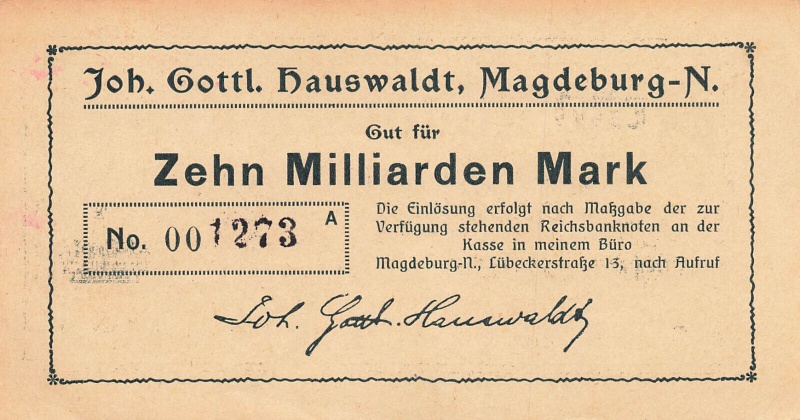 Joh. Gottl. Hauswaldt, Magdeburg-N.
Gut für
Zehn Milliarden Mark
No. 001273 A
Die Einlösung erfolgt nach Maßgabe der zur
Verfügung stehenden Reichsbanknoten an der
Kasse in meinem Büro
Magdeburg-N., Lübeckerstraße 13, nach Aufruf
Joh. Gottl. Hauswaldt